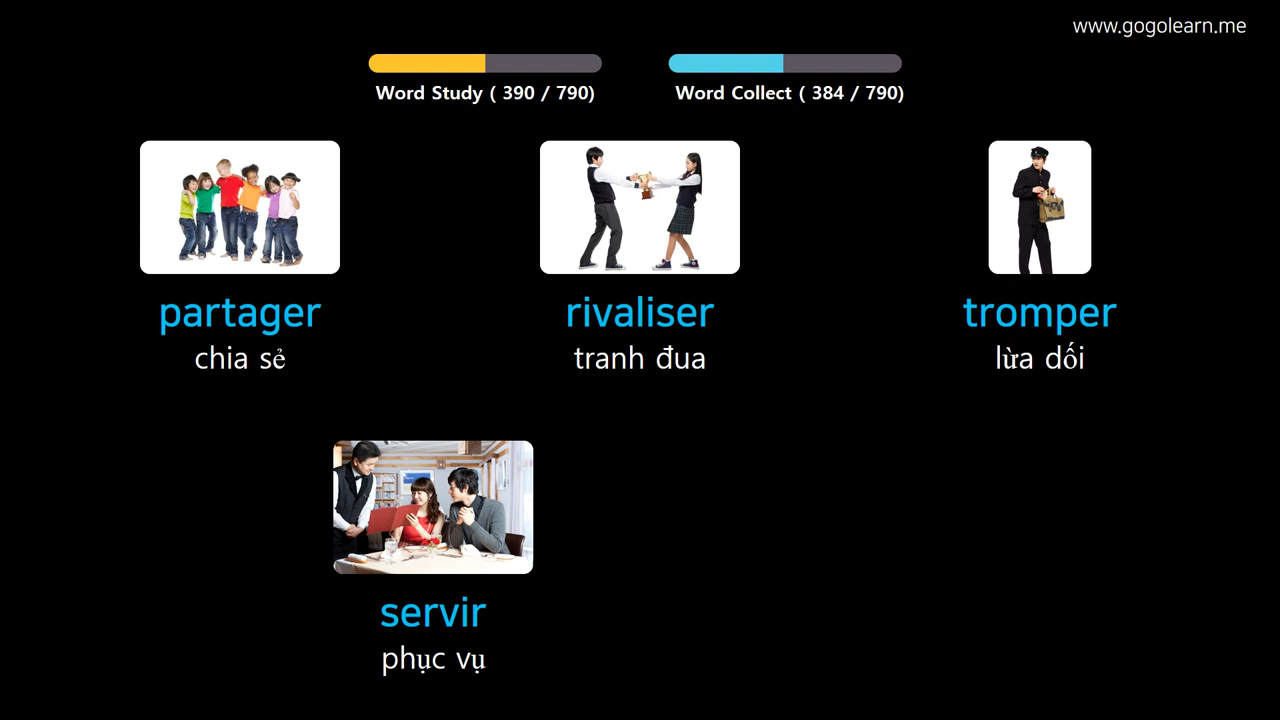 www.gogolearn.me
Word Study ( 390 / 790)
Word Collect ( 384 / 790)
partager
chia sẻ
rivaliser
tranh đua
tromper
lừa dối
servir
phục vụ